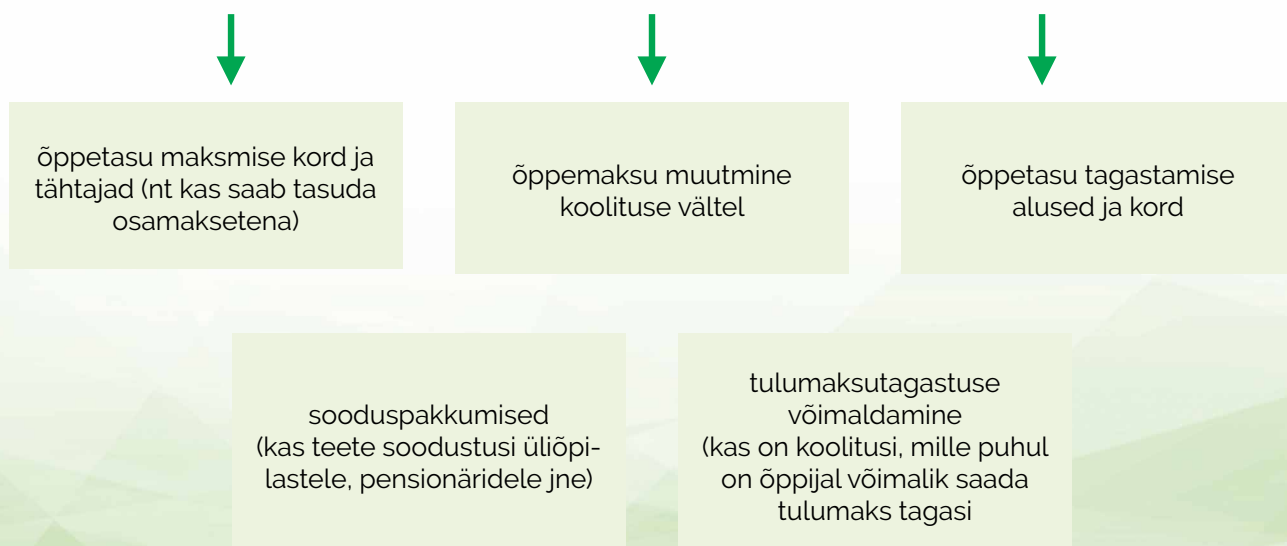 õppetasu maksmise kord ja
tähtajad (nt kas saab tasuda
osamaksetena)
õppemaksu muutmine
koolituse vältel
õppetasu tagastamise
alused ja kord
sooduspakkumised
(kas teete soodustusi üliõpi-
lastele, pensionäridele jne)
tulumaksutagastuse
võimaldamine
(kas on koolitusi, mille puhul
on õppijal võimalik saada
tulumaks tagasi